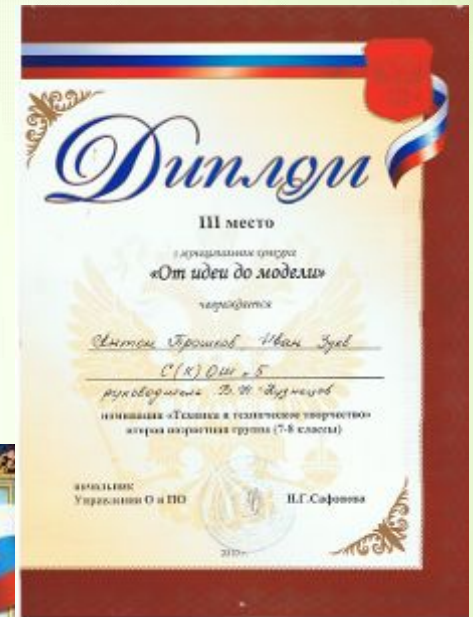 Диплом
III место
в муниципальном конкурсе
«От идеи до модели»
награждается
Антон Прошков, Иван Зуев
С(К)ОШ № 5
руководитель В. Кузнецов
номинация «Техника и техническое творчество»
вторая возрастная группа (7-8 классы)
начальник
Управления О и ПО
Н.Г.Сафонова